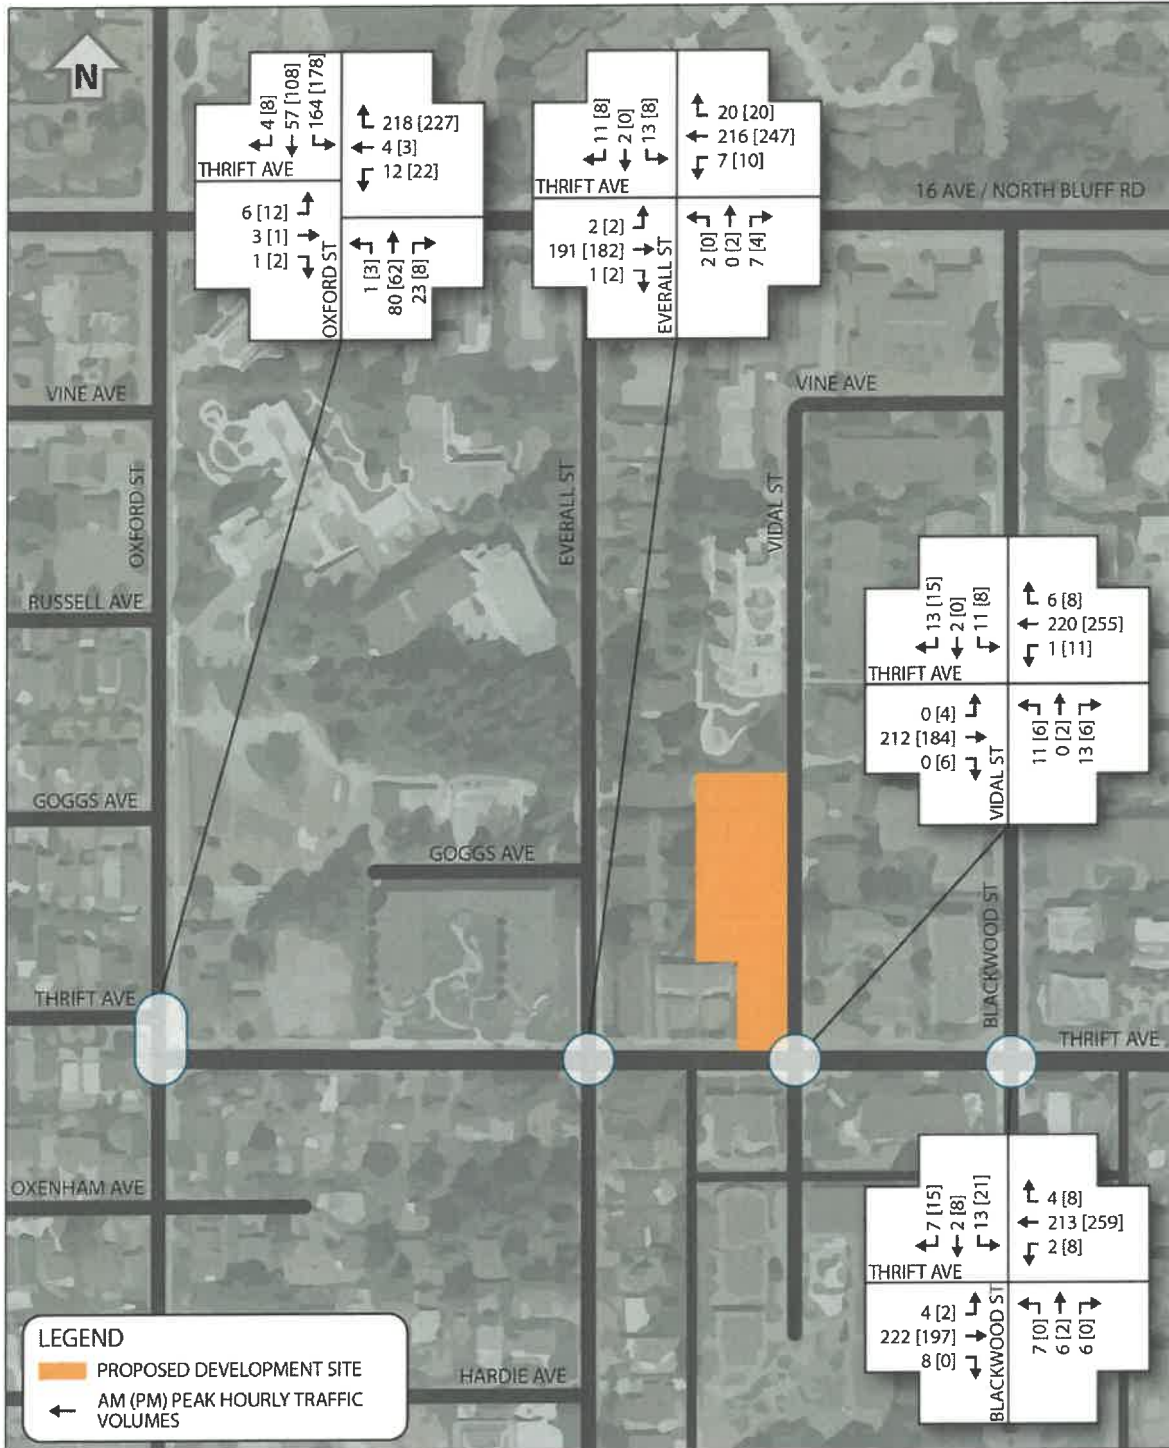 N
4 [8]
57 [108]
164 [178]
218 [227]
4 [3]
12 [22]
THRIFT AVE
6 [12]
3 [1]
1 [2]
OXFORD ST
1 [3]
80 [62]
23 [8]
11 [8]
2 [0]
13 [8]
20 [20]
216 [247]
7 [10]
THRIFT AVE
2 [2]
191 [182]
1 [2]
EVERALL ST
2 [0]
0 [2]
7 [4]
16 AVE / NORTH BLUFF RD
VINE AVE
VINE AVE
OXFORD ST
EVERALL ST
VIDAL ST
RUSSELL AVE
13 [15]
2 [0]
11 [8]
6 [8]
220 [255]
1 [11]
THRIFT AVE
0 [4]
212 [184]
0 [6]
VIDAL ST
11 [6]
0 [2]
13 [6]
GOGGS AVE
GOGGS AVE
BLACKWOOD ST
THRIFT AVE
THRIFT AVE
OXENHAM AVE
7 [15]
2 [8]
13 [21]
4 [8]
213 [259]
2 [8]
THRIFT AVE
4 [2]
222 [197]
8 [0]
BLACKWOOD ST
7 [0]
6 [2]
6 [0]
HARDIE AVE
LEGEND
PROPOSED DEVELOPMENT SITE
AM (PM) PEAK HOURLY TRAFFIC
VOLUMES